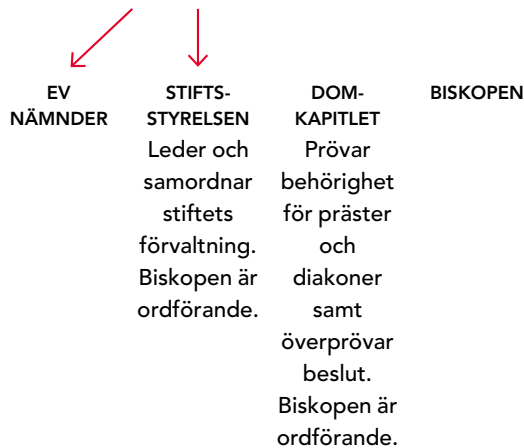 EV
NÄMNDER
STIFTS-
STYRELSEN
Leder och
samordnar
stiftets
förvaltning.
Biskopen är
ordförande.
DOM-
KAPITLET
Prövar
behörighet
för präster
och
diakoner
samt
överprövar
beslut.
Biskopen är
ordförande.
BISKOPEN